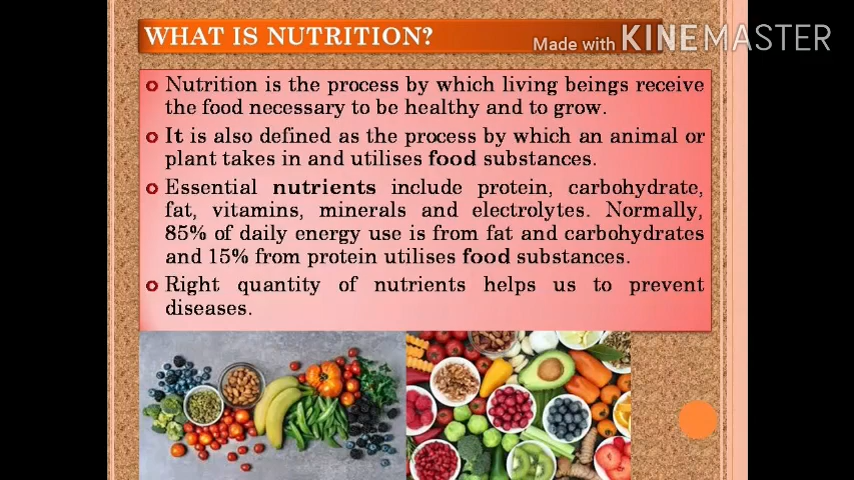 WHAT IS NUTRITION?
Made with KINEMASTER
Nutrition is the process by which living beings receive
the food necessary to be healthy and to grow.
It is also defined as the process by which an animal or
plant takes in and utilises food substances.
Essential nutrients include protein, carbohydrate,
fat, vitamins, minerals and electrolytes. Normally,
85% of daily energy use is from fat and carbohydrates
and 15% from protein utilises food substances.
Right quantity of nutrients helps us to prevent
diseases.